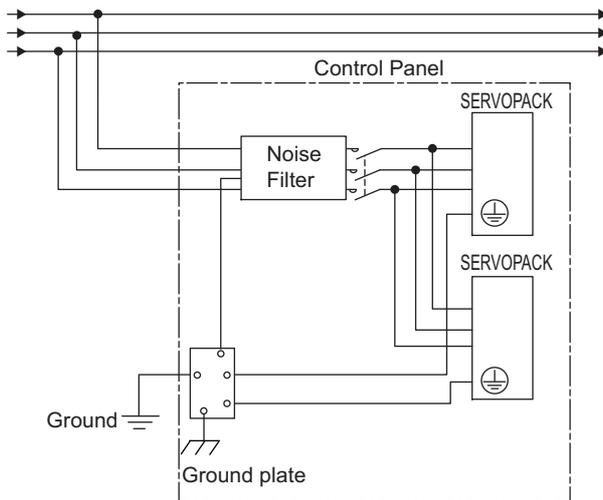 Control Panel
SERVOPACK
Noise
Filter
SERVOPACK
Ground
Ground plate